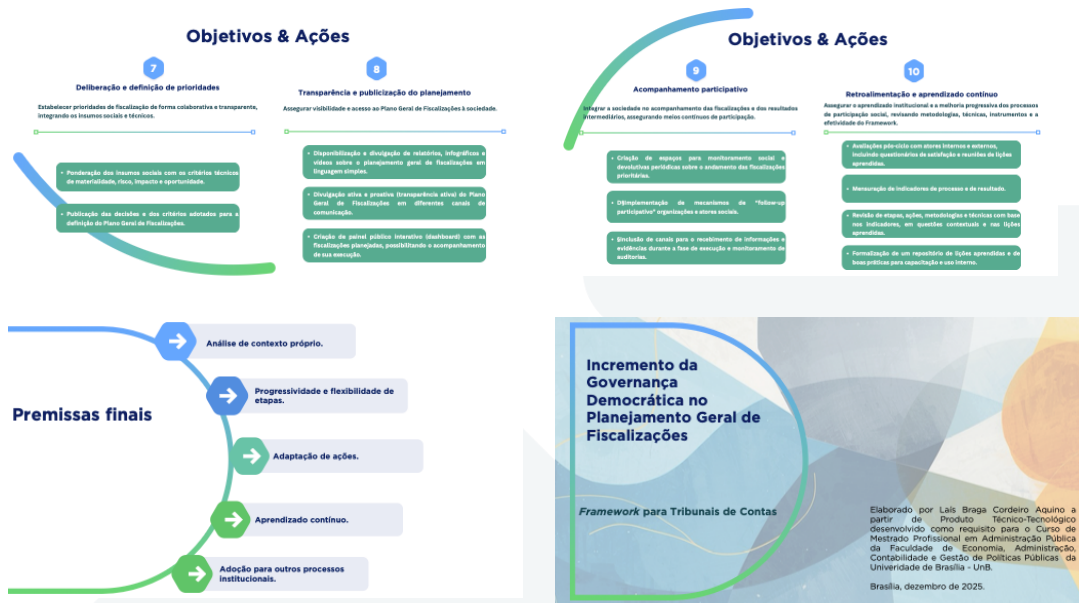 Objetivos & Ações
7
Deliberação e definição de prioridades
Estabelecer prioridades de fiscalização de forma colaborativa e transparente,
integrando os insumos sociais e técnicos.
• Ponderação dos insumos sociais com os critérios técnicos
de materialidade, risco, impacto e oportunidade.
• Publicação das decisões e dos critérios adotados para a
definição do Plano Geral de Fiscalizações.
8
Transparência e publicização do planejamento
Assegurar visibilidade e acesso ao Plano Geral de Fiscalizações à sociedade.
• Disponibilização e divulgação de relatórios, infográficos e
vídeos sobre o planejamento geral de fiscalizações em
linguagem simples.
• Divulgação ativa e proativa (transparência ativa) do Plano
Geral de Fiscalizações em diferentes canais de
comunicação.
• Criação de painel público interativo (dashboard) com as
fiscalizações planejadas, possibilitando o acompanhamento
de sua execução.
Objetivos & Ações
9
Acompanhamento participativo
Integrar a sociedade no acompanhamento das fiscalizações e dos resultados
intermediários, assegurando meios contínuos de participação.
• Criação de espaços para monitoramento social e
devolutivas periódicas sobre o andamento das fiscalizações
prioritárias.
• implementação de mecanismos de "follow-up
participativo" organizações e atores sociais.
• inclusão de canais para o recebimento de informações e
evidências durante a fase de execução e monitoramento de
auditorias.
10
Retroalimentação e aprendizado contínuo
Assegurar o aprendizado institucional e a melhoria progressiva dos processos
de participação social, revisando metodologias, técnicas, instrumentos e a
efetividade do Framework.
• Avaliações pós-ciclo com atores internos e externos,
incluindo questionários de satisfação e reuniões de lições
aprendidas.
• Mensuração de indicadores de processo e de resultado.
• Revisão de etapas, ações, metodologias e técnicas com base
nos indicadores, em questões contextuais e nas lições
aprendidas.
• Formalização de um repositório de lições aprendidas e de
boas práticas para capacitação e uso interno.
Premissas finais
Análise de contexto próprio.
Progressividade e flexibilidade de
etapas.
Adaptação de ações.
Aprendizado contínuo.
Adoção para outros processos
institucionais.
Incremento da
Governança
Democrática no
Planejamento Geral de
Fiscalizações
Framework para Tribunais de Contas
Elaborado por Laís Braga Cordeiro Aquino a
partir de Produto Técnico-Tecnológico
desenvolvido como requisito para o Curso de
Mestrado Profissional em Administração Pública
da Faculdade de Economia, Administração,
Contabilidade e Gestão de Políticas Públicas da
Univeridade de Brasília - UnB.
Brasília, dezembro de 2025.